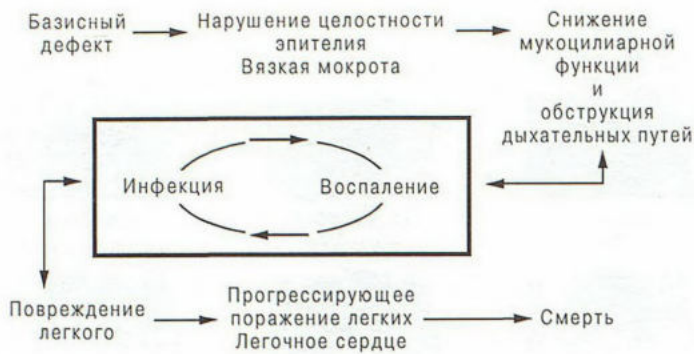 Базисный
дефект
Нарушение целостности
эпителия
Вязкая мокрота
Снижение
мукоцилиарной
функции
и
обструкция
дыхательных путей
Инфекция
Воспаление
Повреждение
легкого
Прогрессирующее
поражение легких
Легочное сердце
Смерть